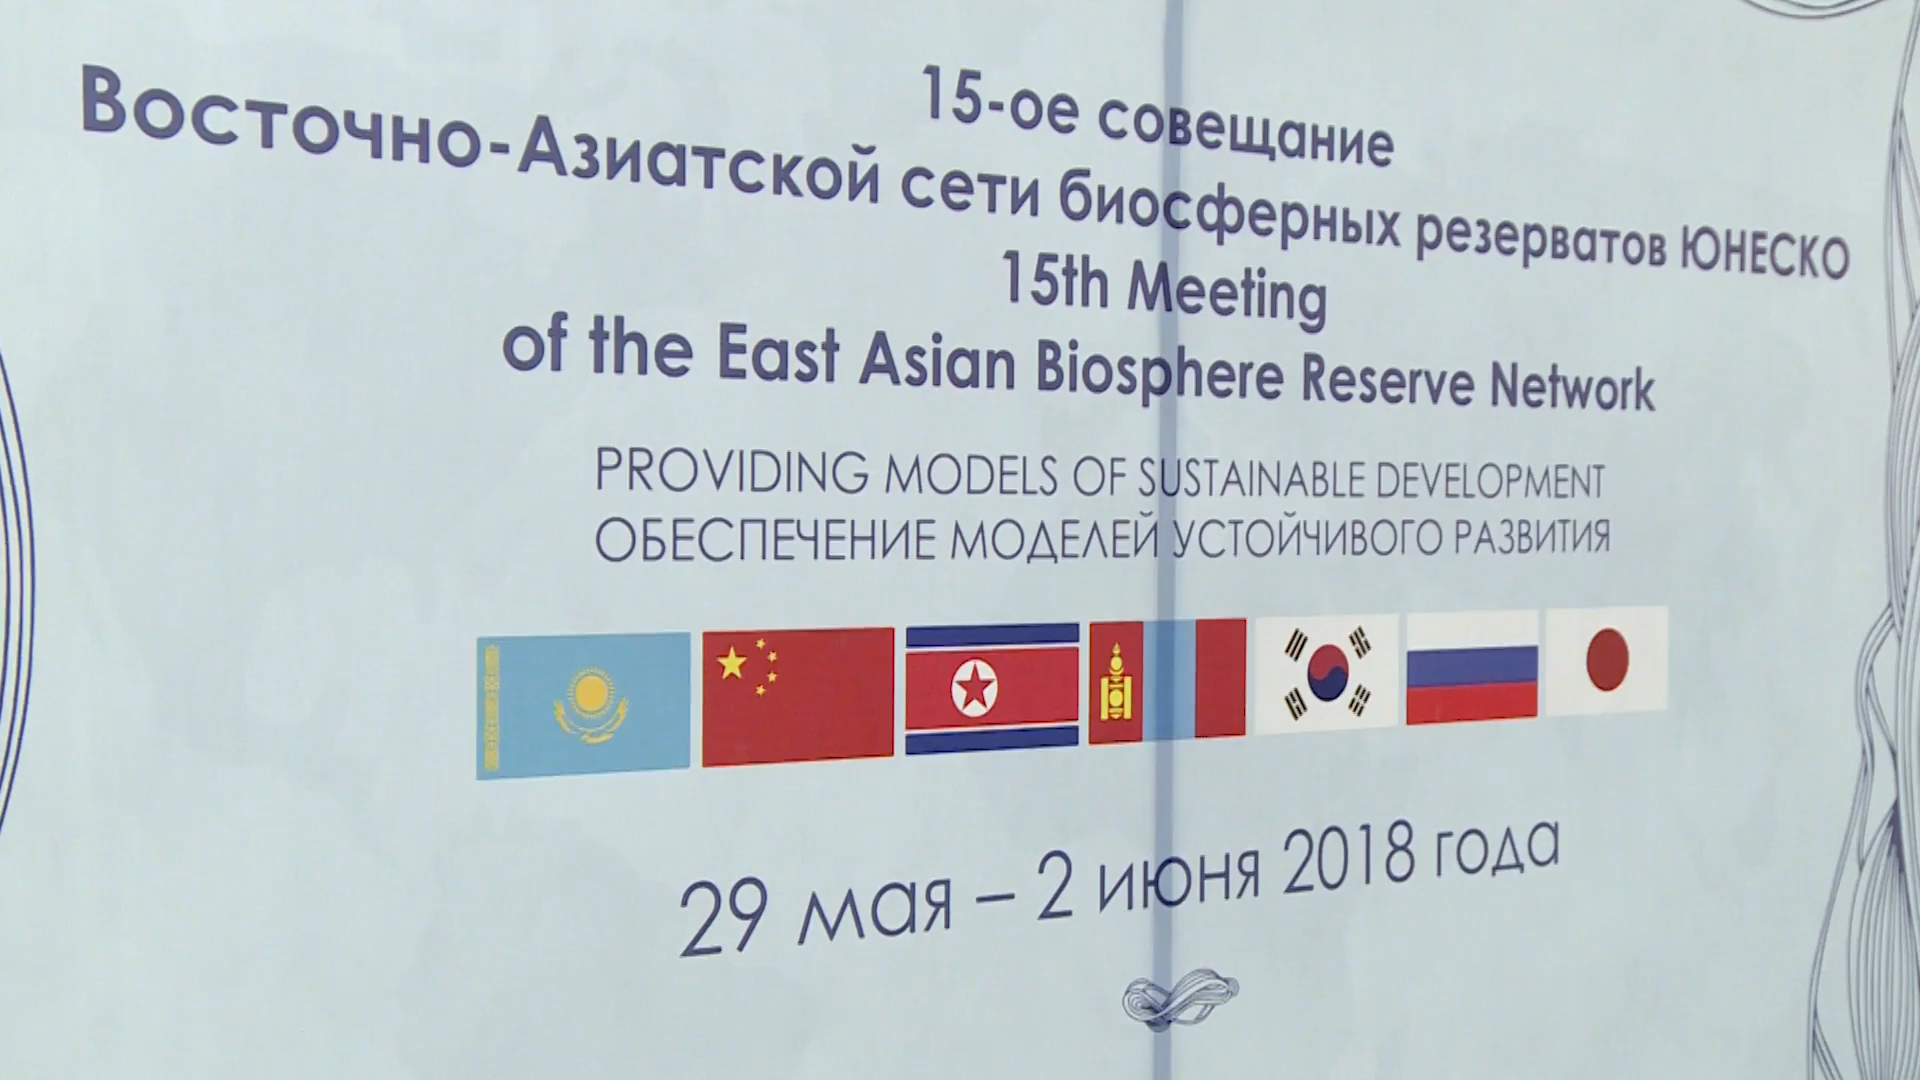 15-ое совещание
Восточно-Азиатской сети биосферных резерватов ЮНЕСКО
15th Meeting
of the East Asian Biosphere Reserve Network
PROVIDING MODELS OF SUSTAINABLE DEVELOPMENT
ОБЕСПЕЧЕНИЕ МОДЕЛЕЙ УСТОЙЧИВОГО РАЗВИТИЯ
29 мая – 2 июня 2018 года